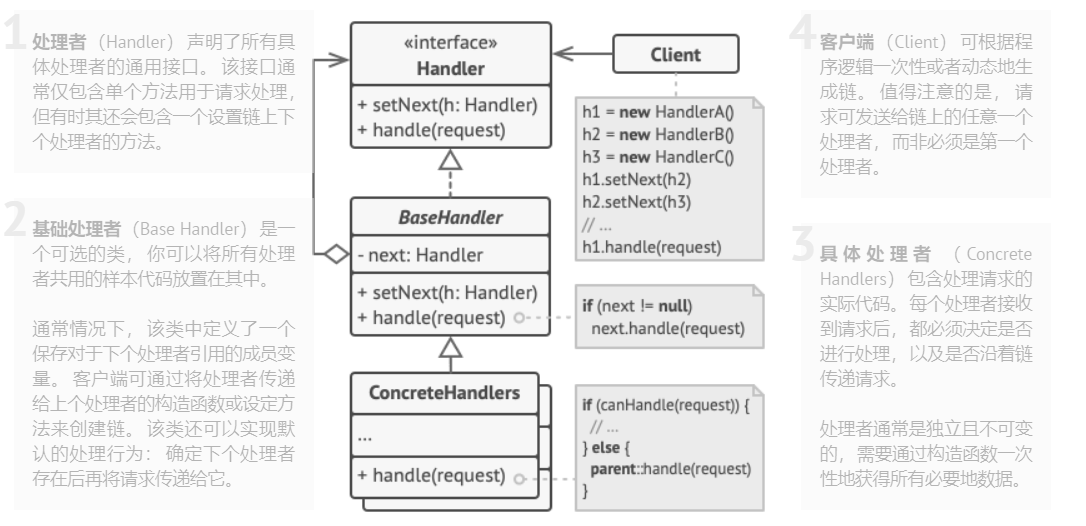 1
处理者（Handler）声明了所有具
体处理者的通用接口。 该接口通
常仅包含单个方法用于请求处理，
但有时其还会包含一个设置链上下
个处理者的方法。
2
基础处理者（Base Handler）是一
个可选的类， 你可以将所有处理
者共用的样本代码放置在其中。
通常情况下， 该类中定义了一个
保存对于下个处理者引用的成员变
量。 客户端可通过将处理者传递
给上个处理者的构造函数或设定方
法来创建链。 该类还可以实现默
认的处理行为： 确定下个处理者
存在后再将请求传递给它。
«interface»
Handler
+ setNext(h: Handler)
+ handle(request)
BaseHandler
- next: Handler
+ setNext(h: Handler)
+ handle(request)
ConcreteHandlers
...
+ handle(request)
Client
h1 = new HandlerA()
h2 = new HandlerB()
h3 = new HandlerC()
h1.setNext(h2)
h2.setNext(h3)
// ...
h1.handle(request)
if (next != null)
next.handle(request)
if (canHandle(request)) {
// ...
} else {
parent::handle(request)
}
4
客户端（Client）可根据程
序逻辑一次性或者动态地生
成链。 值得注意的是， 请
求可发送给链上的任意一个
处理者， 而非必须是第一个
处理者。
3
具体处理者（Concrete
Handlers）包含处理请求的
实际代码。 每个处理者接收
到请求后， 都必须决定是否
进行处理， 以及是否沿着链
传递请求。
处理者通常是独立且不可变
的， 需要通过构造函数一次
性地获得所有必要地数据。